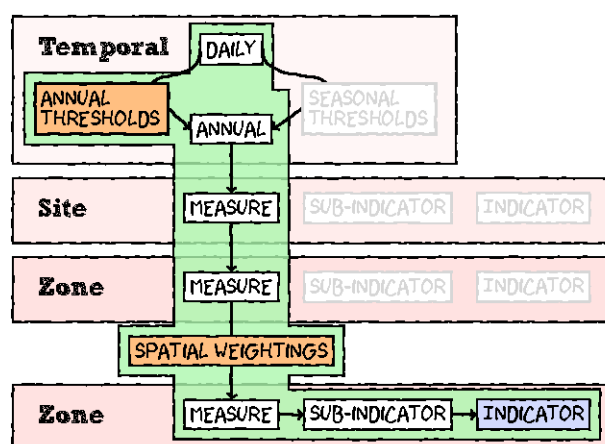 Temporal
DAILY
ANNUAL
THRESHOLDS
SEASONAL
THRESHOLDS
ANNUAL
Site
MEASURE
SUB-INDICATOR
INDICATOR
Zone
MEASURE
SUB-INDICATOR
INDICATOR
SPATIAL WEIGHTINGS
Zone
MEASURE
SUB-INDICATOR
INDICATOR